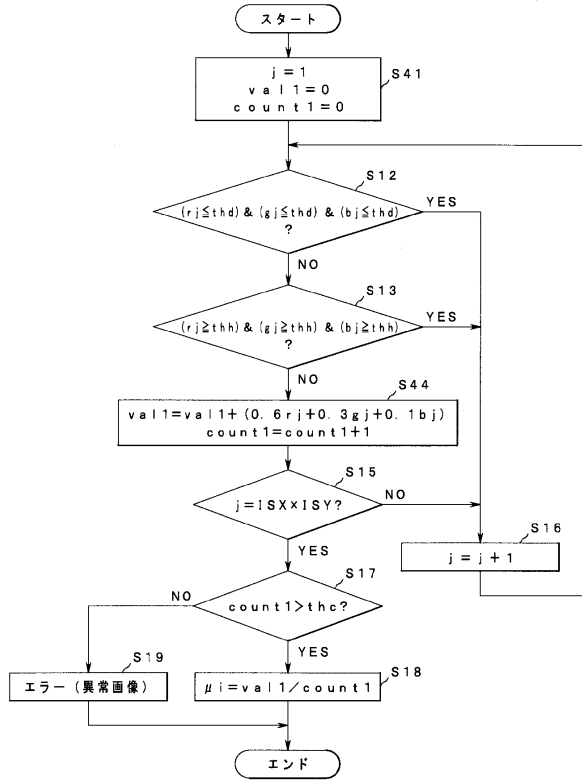 スタート
S41
j=1
val1=0
count1=0
S12
(rj≦thd)&(gj≦thd)&(bj≦thd)
?
YES
NO
S13
(rj≧thh)&(gj≧thh)&(bj≧thh)
?
YES
NO
S44
val1=val1+(0.6rj+0.3gj+0.1bj)
count1=count1+1
S15
j=ISX×ISY?
NO
YES
S16
j=j+1
S17
count1>thc?
NO
YES
S19
エラー(異常画像)
S18
μi=val1/count1
エンド